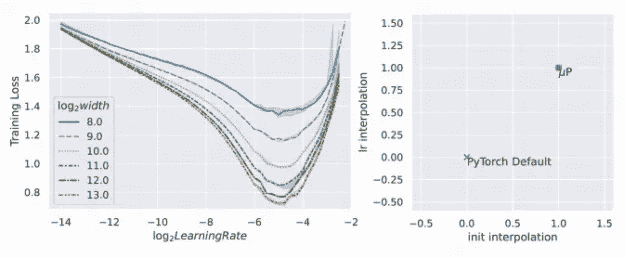 2.0
1.8
1.6
1.4
1.2
1.0
0.8
Training Loss
log₂width
8.0
9.0
10.0
11.0
12.0
13.0
−14 −12 −10 −8 −6 −4 −2
log₂LearningRate
1.50
1.25
1.00
0.75
0.50
0.25
0.00
−0.25
−0.50
lr interpolation
μP
PyTorch Default
−0.5 0.0 0.5 1.0 1.5
init interpolation